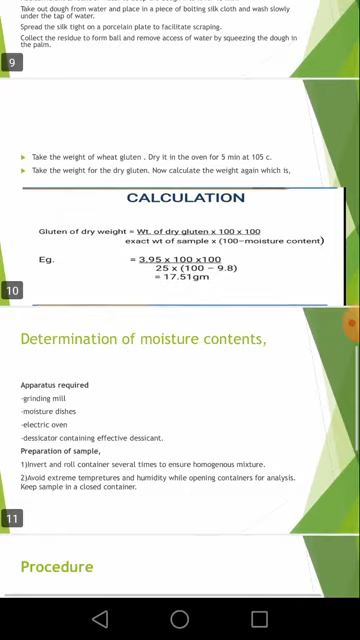 Take out dough from water and place in a piece of bolting silk cloth and wash slowly
under the tap of water.
Spread the silk tight on a porcelain plate to facilitate scraping.
Collect the residue to form ball and remove access of water by squeezing the dough in
the palm.
9
Take the weight of wheat gluten . Dry it in the oven for 5 min at 105 c.
Take the weight for the dry gluten. Now calculate the weight again which is,
CALCULATION
Gluten of dry weight = Wt. of dry gluten x 100 x 100
exact wt of sample x (100-moisture content)
Eg. = 3.95 x 100 x100
25 x (100 - 9.8)
= 17.51gm
10
Determination of moisture contents,
Apparatus required
-grinding mill
-moisture dishes
-electric oven
-dessicator containing effective dessicant.
Preparation of sample,
1)Invert and roll container several times to ensure homogenous mixture.
2)Avoid extreme tempretures and humidity while opening containers for analysis.
Keep sample in a closed container.
11
Procedure